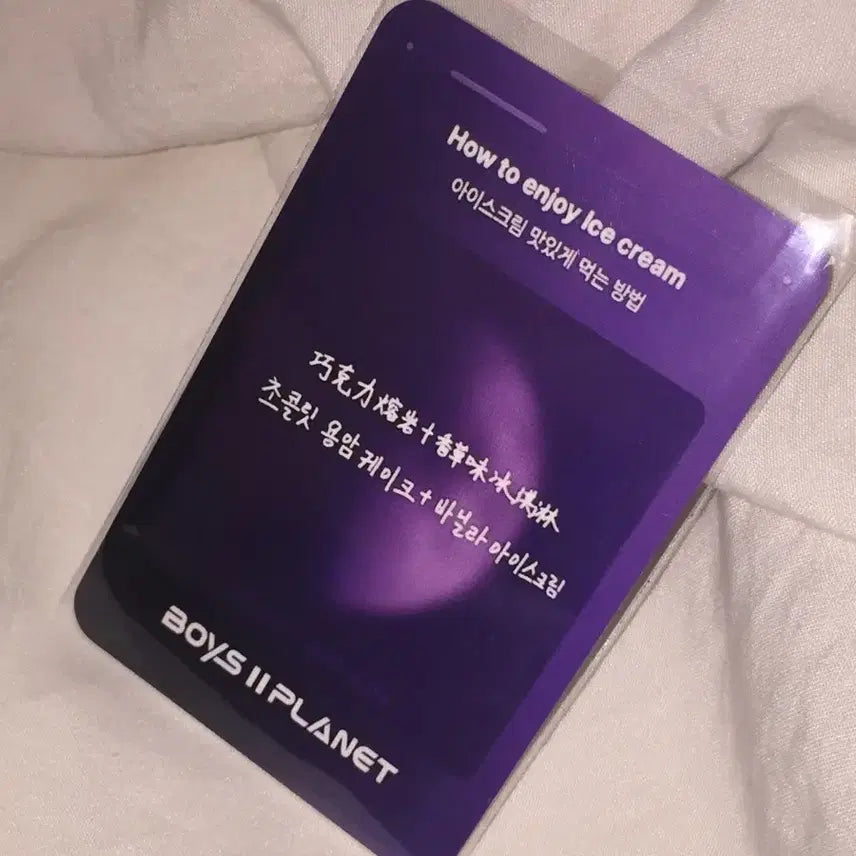 How to enjoy Ice cream
아이스크림 맛있게 먹는 방법
巧克力熔岩+香草味冰淇淋
초콜릿 용암 케이크+바닐라 아이스크림
BOYS II PLANET